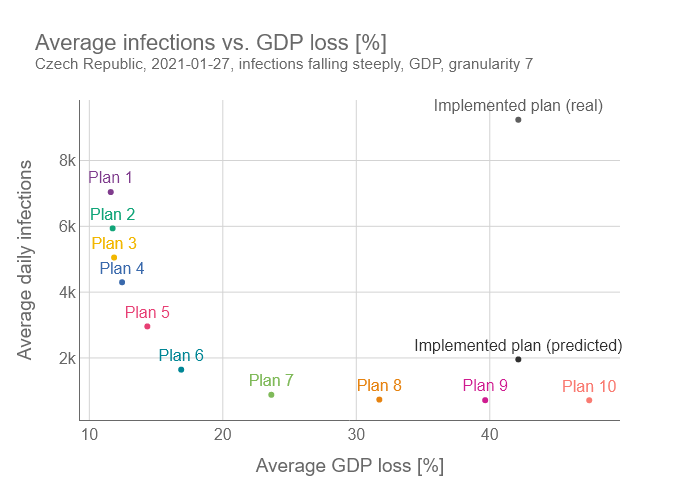 Average infections vs. GDP loss [%]
Czech Republic, 2021-01-27, infections falling steeply, GDP, granularity 7
Implemented plan (real)
8k
Plan 1
Plan 2
6k
Plan 3
Plan 4
4k
Plan 5
Implemented plan (predicted)
Plan 6
2k
Plan 7
Plan 8
Plan 9
Plan 10
10
20
30
40
Average GDP loss [%]
Average daily infections